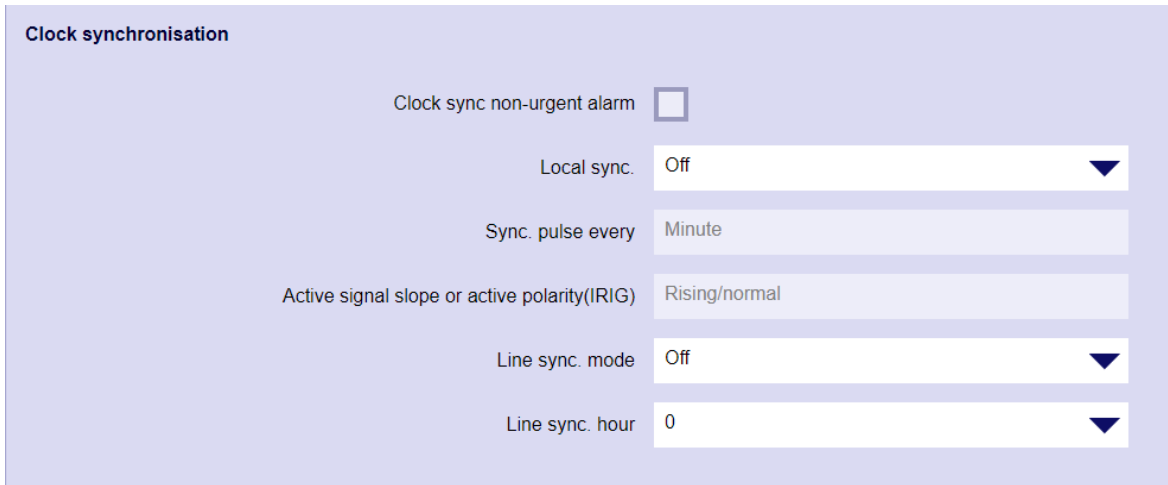 Clock synchronisation
Clock sync non-urgent alarm
Local sync. Off
Sync. pulse every Minute
Active signal slope or active polarity(IRIG) Rising/normal
Line sync. mode Off
Line sync. hour 0